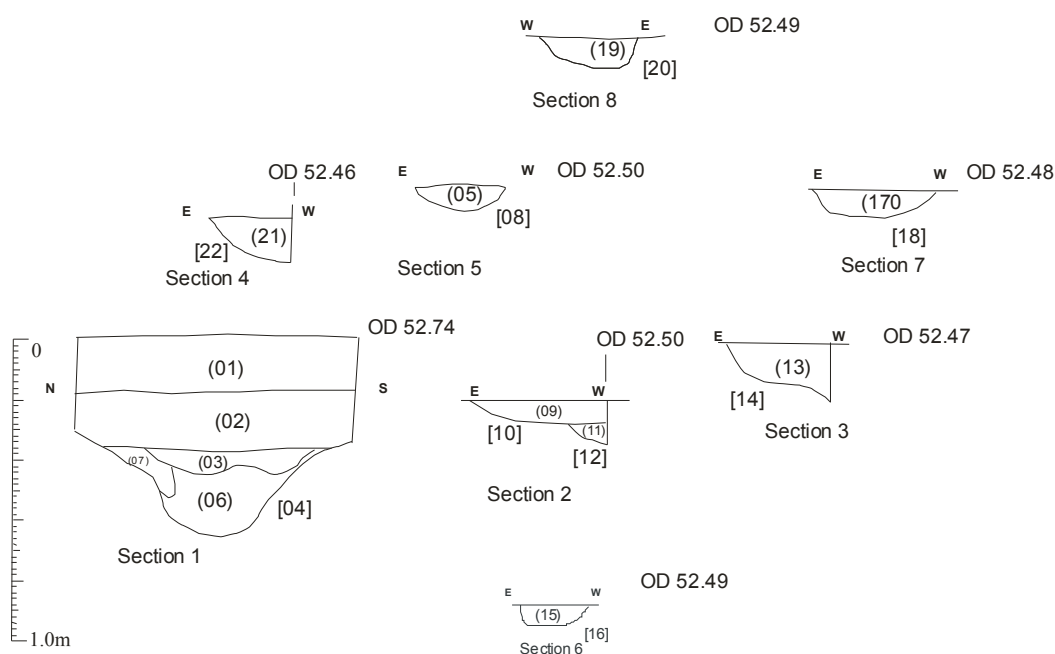 W E OD 52.49
(19)
[20]
Section 8
OD 52.46
E W
(21)
[22]
Section 4
E W OD 52.50
(05)
[08]
Section 5
E W OD 52.48
(170
[18]
Section 7
0
1.0m
OD 52.74
N S
(01)
(02)
(03)
(07)
(06)
[04]
Section 1
OD 52.50
E W
(09)
(11)
[10]
[12]
Section 2
E W OD 52.47
(13)
[14]
Section 3
OD 52.49
E W
(15)
[16]
Section 6